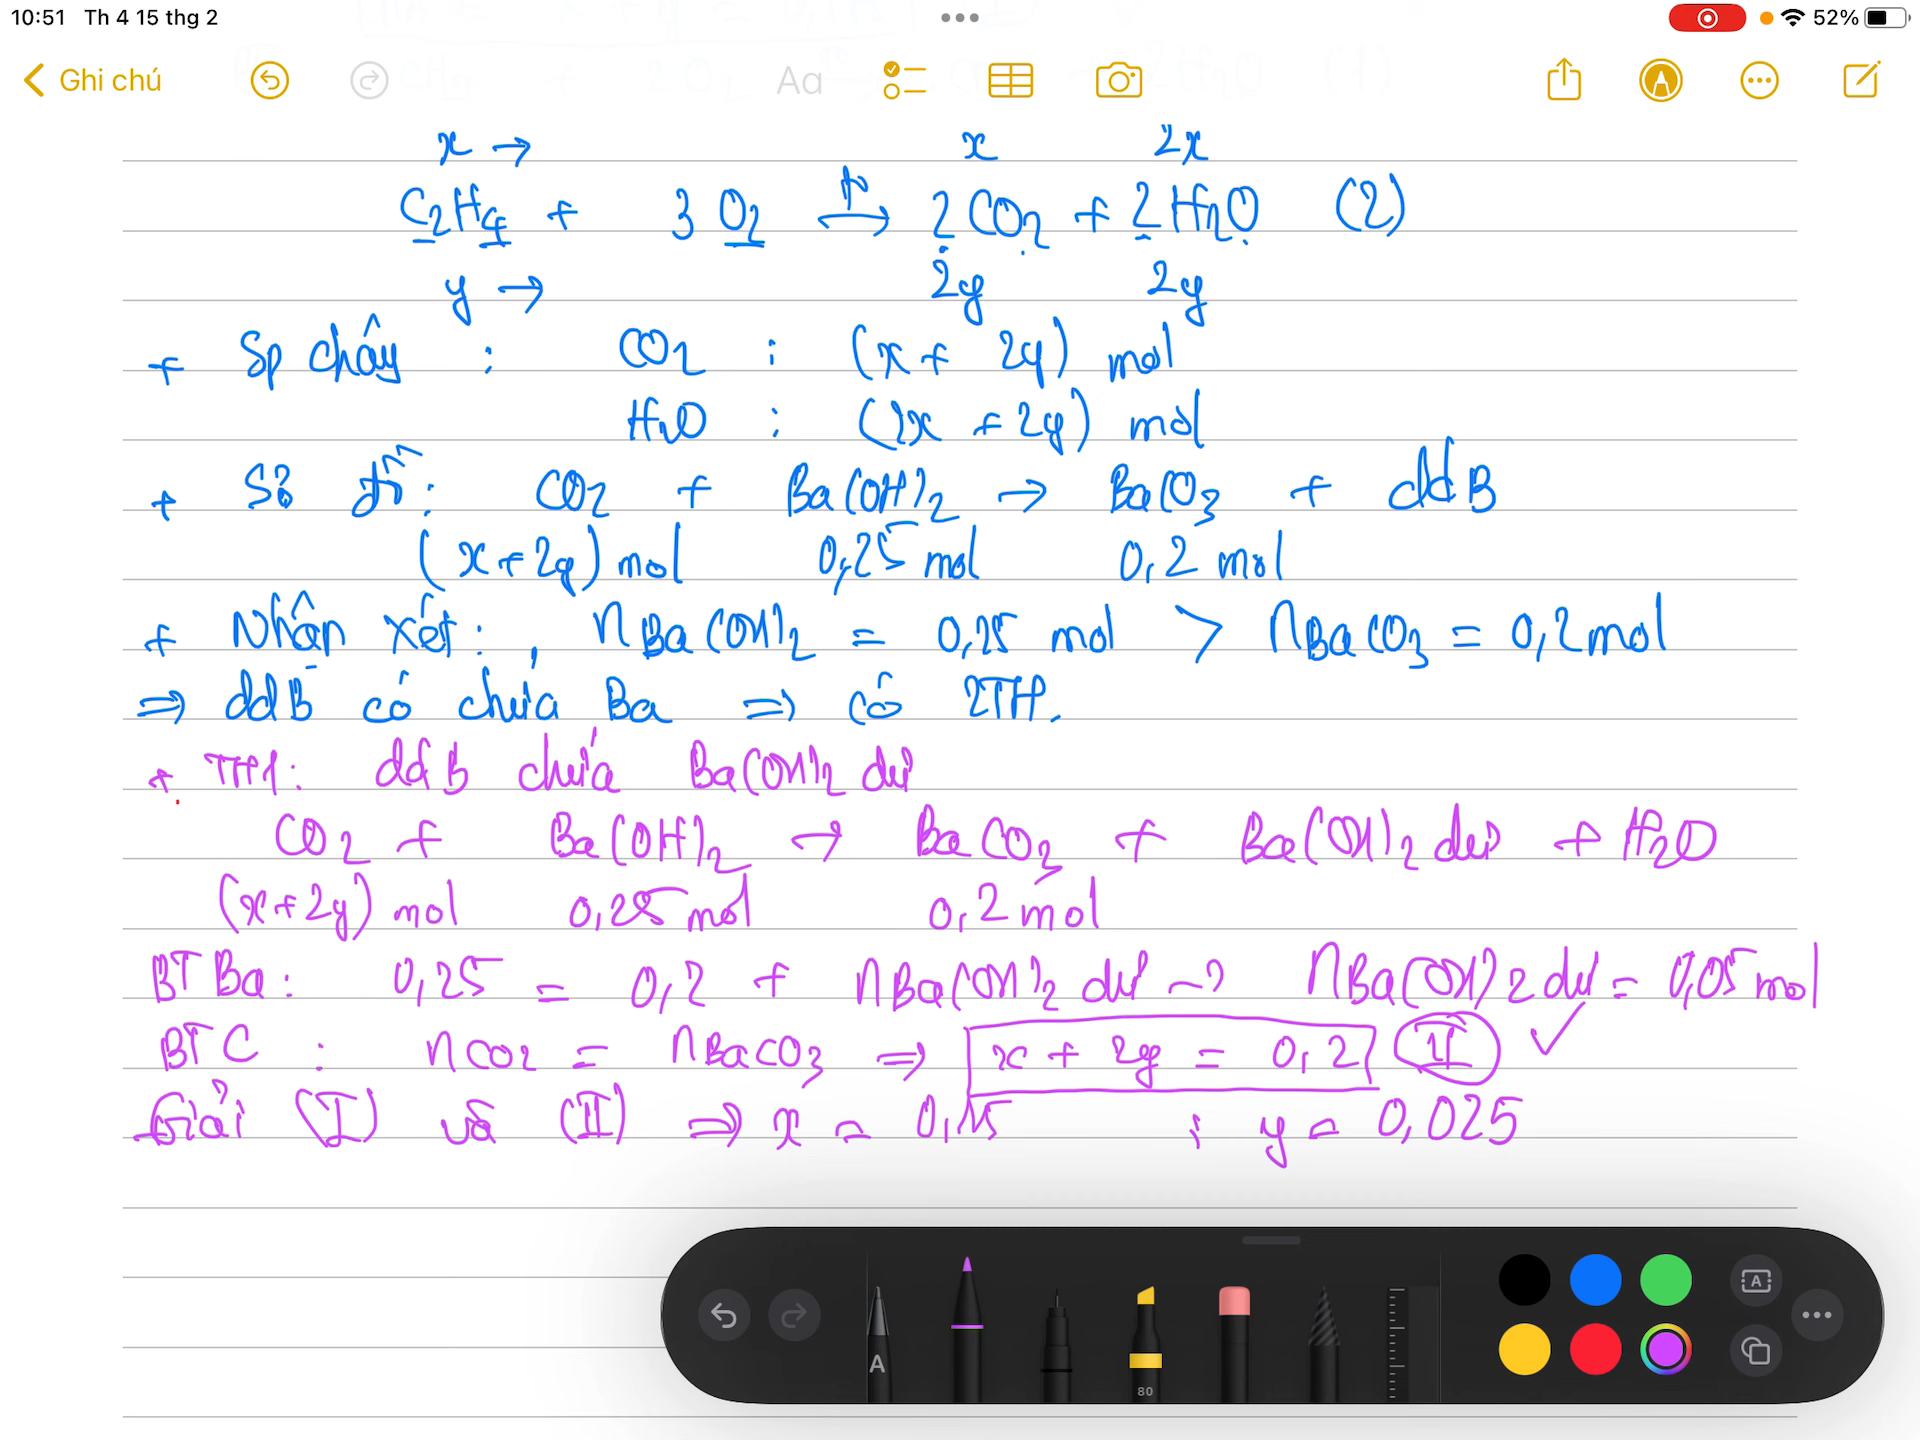 10:51 Th 4 15 thg 2
52%
Ghi chú
Aa
x → x 2x
C2H4 + 3 O2 →t° 2 CO2 + 2 H2O (2)
y → 2y 2y
+ Sp cháy : CO2 : (x + 2y) mol
H2O : (2x + 2y) mol
+ Sơ đồ : CO2 + Ba(OH)2 → BaCO3 + ddB
(x+2y) mol 0,25 mol 0,2 mol
+ Nhận xét : nBa(OH)2 = 0,25 mol > nBaCO3 = 0,2 mol
⇒ ddB có chứa Ba ⇒ có 2TH.
+ TH1: ddB chứa Ba(OH)2 dư
CO2 + Ba(OH)2 → BaCO3 + Ba(OH)2 dư + H2O
(x+2y) mol 0,25 mol 0,2 mol
BT Ba : 0,25 = 0,2 + nBa(OH)2 dư → nBa(OH)2 dư = 0,05 mol
BT C : nCO2 = nBaCO3 ⇒ x + 2y = 0,2 (II) ✓
Giải (I) và (II) ⇒ x = 0,15 ; y = 0,025
A
80
A